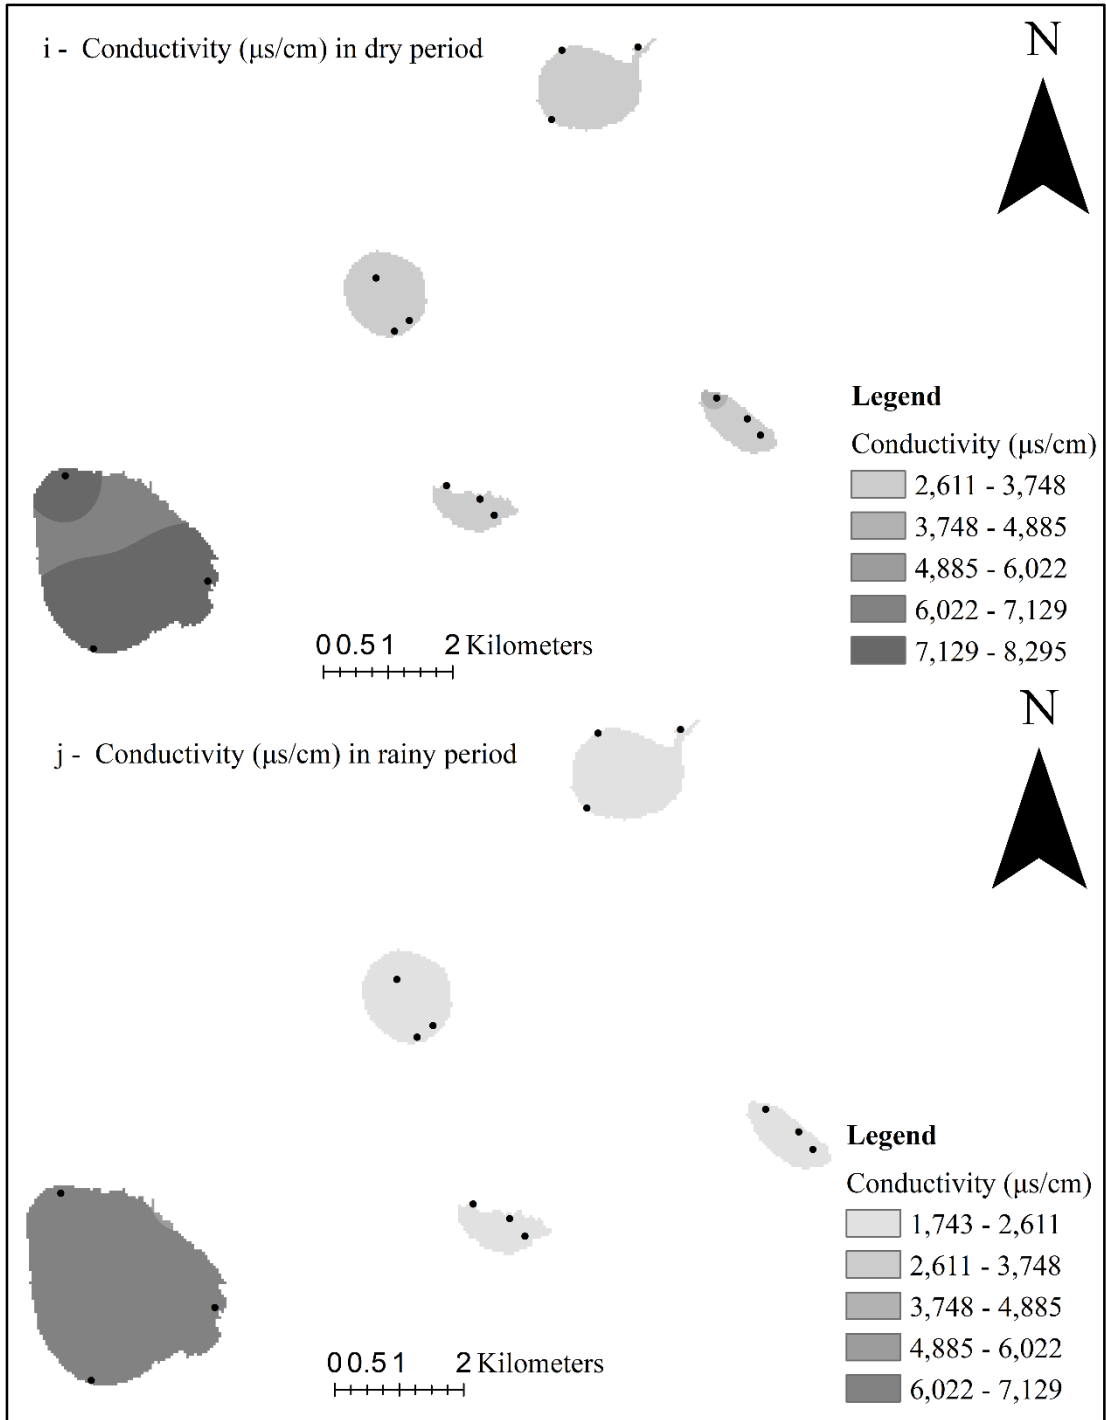 i - Conductivity (µs/cm) in dry period
N
Legend
Conductivity (µs/cm)
2,611 - 3,748
3,748 - 4,885
4,885 - 6,022
6,022 - 7,129
7,129 - 8,295
0 0.5 1 2 Kilometers
N
j - Conductivity (µs/cm) in rainy period
Legend
Conductivity (µs/cm)
1,743 - 2,611
2,611 - 3,748
3,748 - 4,885
4,885 - 6,022
6,022 - 7,129
0 0.5 1 2 Kilometers